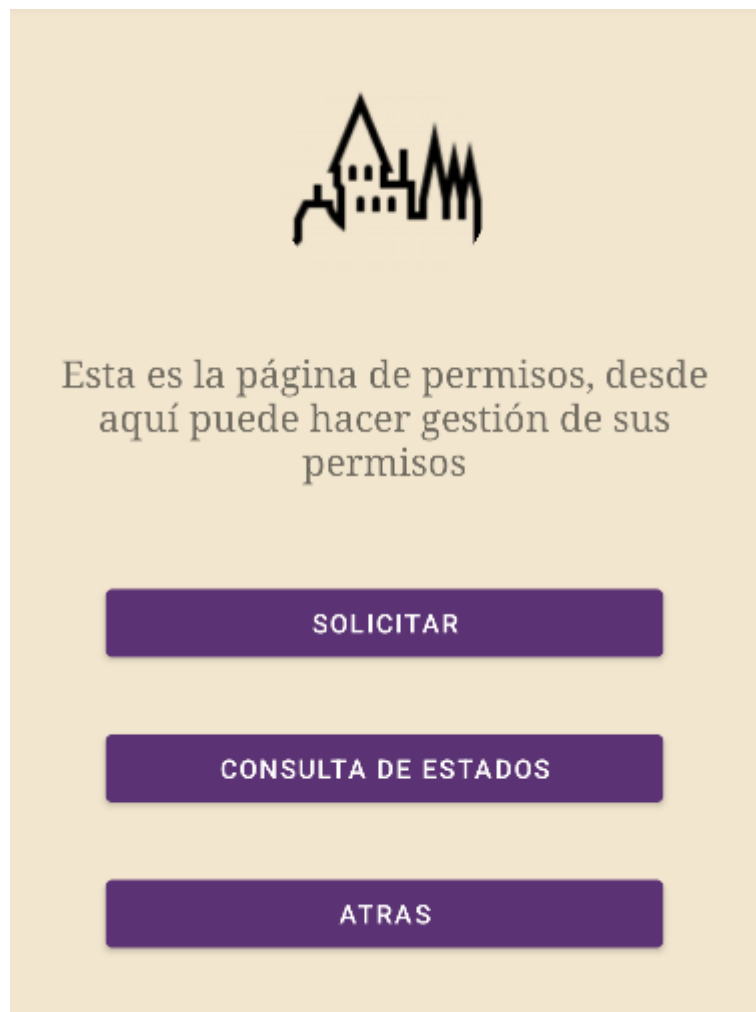 Esta es la página de permisos, desde
aquí puede hacer gestión de sus
permisos
SOLICITAR
CONSULTA DE ESTADOS
ATRAS